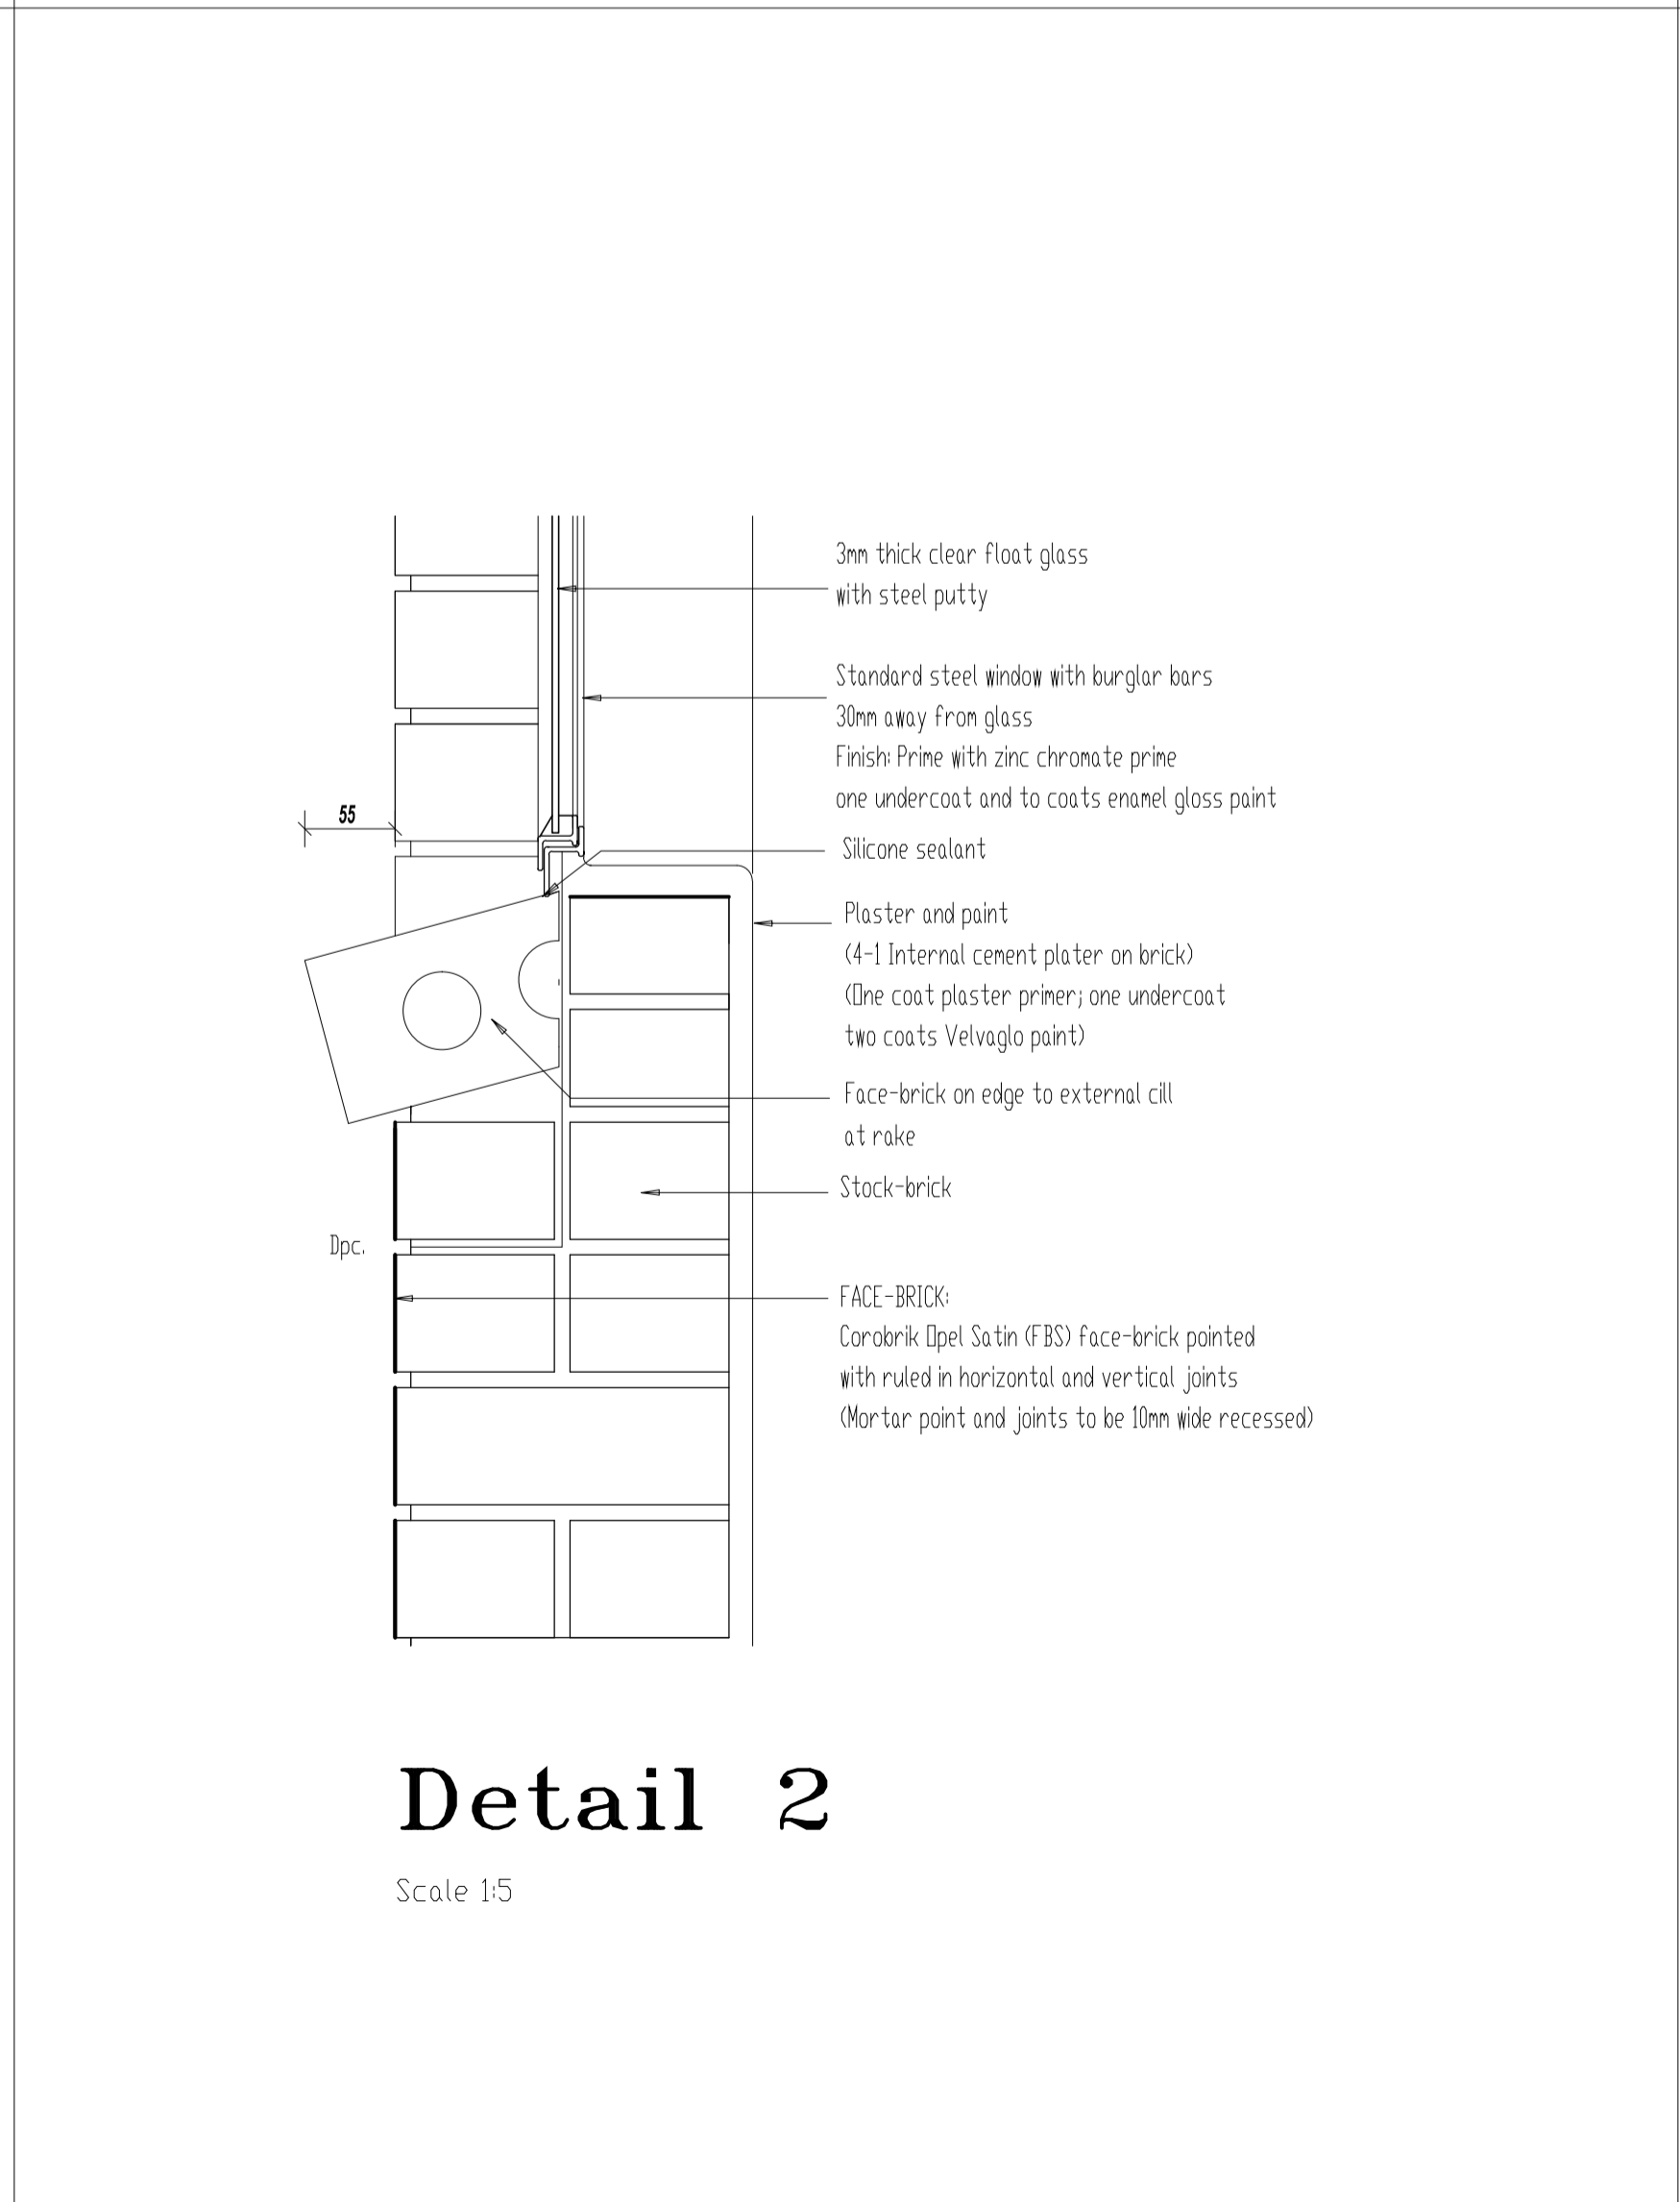 3mm thick clear float glass
with steel putty
Standard steel window with burglar bars
30mm away from glass
Finish: Prime with zinc chromate prime
one undercoat and to coats enamel gloss paint
55
Silicone sealant
Plaster and paint
(4-1 Internal cement plater on brick)
(One coat plaster primer; one undercoat
two coats Velvaglo paint)
Face-brick on edge to external cill
at rake
Stock-brick
Dpc.
FACE-BRICK:
Corobrik Opel Satin (FBS) face-brick pointed
with ruled in horizontal and vertical joints
(Mortar point and joints to be 10mm wide recessed)
Detail 2
Scale 1:5